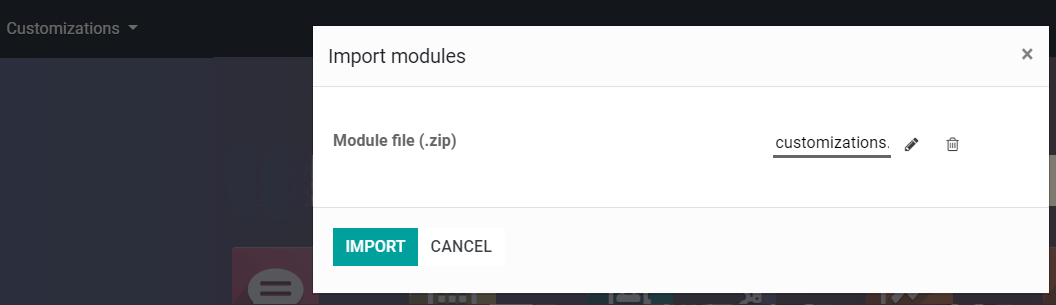 Customizations
Import modules
×
Module file (.zip)
customizations.
IMPORT
CANCEL